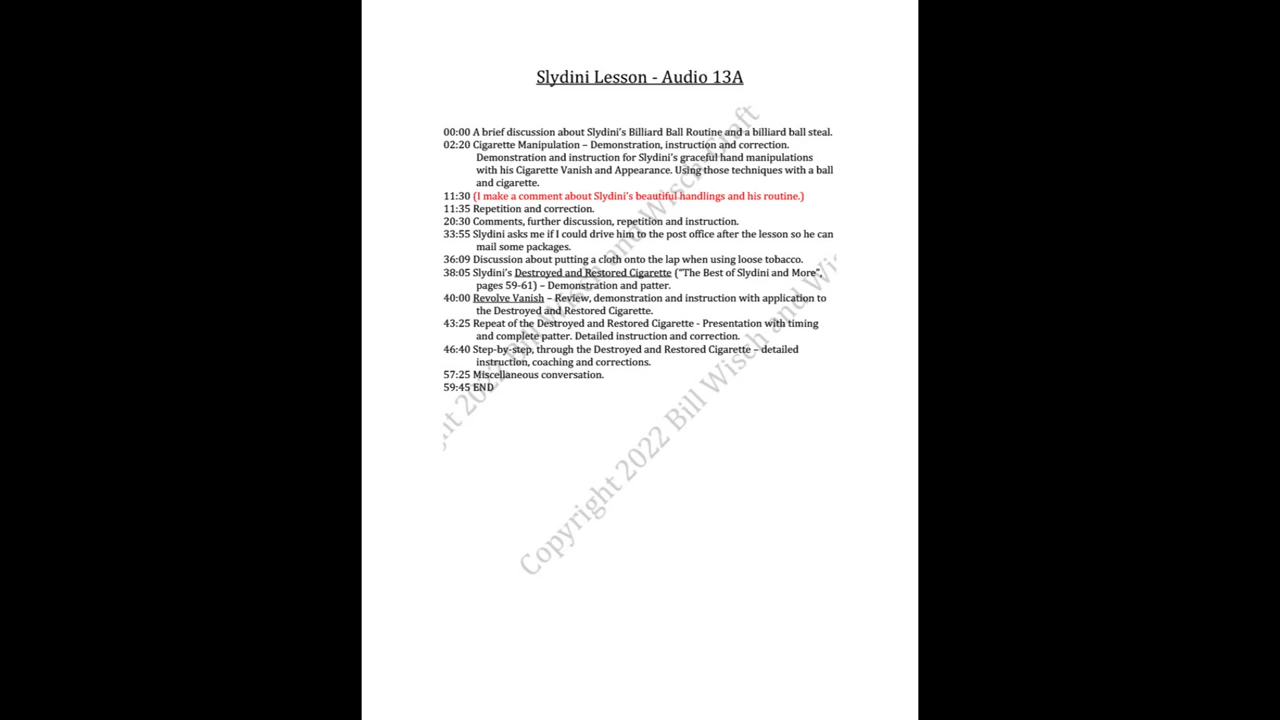 Slydini Lesson - Audio 13A
00:00 A brief discussion about Slydini's Billiard Ball Routine and a billiard ball steal.
02:20 Cigarette Manipulation – Demonstration, instruction and correction.
Demonstration and instruction for Slydini's graceful hand manipulations
with his Cigarette Vanish and Appearance. Using those techniques with a ball
and cigarette.
11:30 (I make a comment about Slydini's beautiful handlings and his routine.)
11:35 Repetition and correction.
20:30 Comments, further discussion, repetition and instruction.
33:55 Slydini asks me if I could drive him to the post office after the lesson so he can
mail some packages.
36:09 Discussion about putting a cloth onto the lap when using loose tobacco.
38:05 Slydini's Destroyed and Restored Cigarette ("The Best of Slydini and More",
pages 59-61) – Demonstration and patter.
40:00 Revolve Vanish – Review, demonstration and instruction with application to
the Destroyed and Restored Cigarette.
43:25 Repeat of the Destroyed and Restored Cigarette - Presentation with timing
and complete patter. Detailed instruction and correction.
46:40 Step-by-step, through the Destroyed and Restored Cigarette – detailed
instruction, coaching and corrections.
57:25 Miscellaneous conversation.
59:45 END
ght 2022 Bill Wisch and Wisch Craft
Copyright 2022 Bill Wisch and Wis